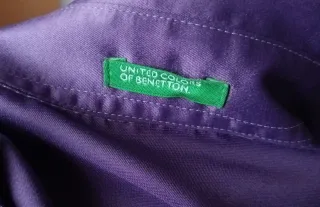 UNITED COLORS
OF BENETTON.